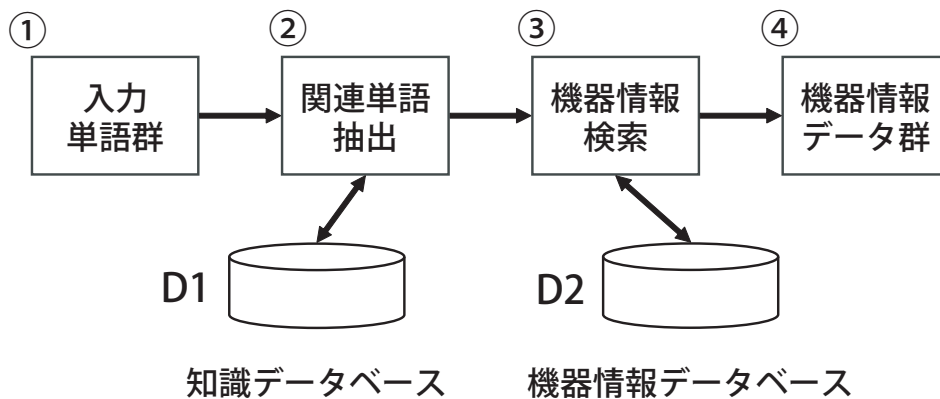 ①
入力
単語群
②
関連単語
抽出
③
機器情報
検索
④
機器情報
データ群
D1
D2
知識データベース
機器情報データベース